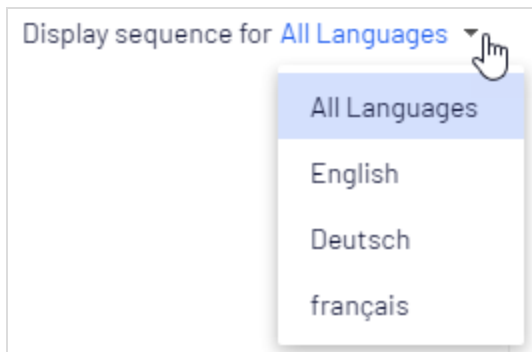 Display sequence for All Languages
All Languages
English
Deutsch
français